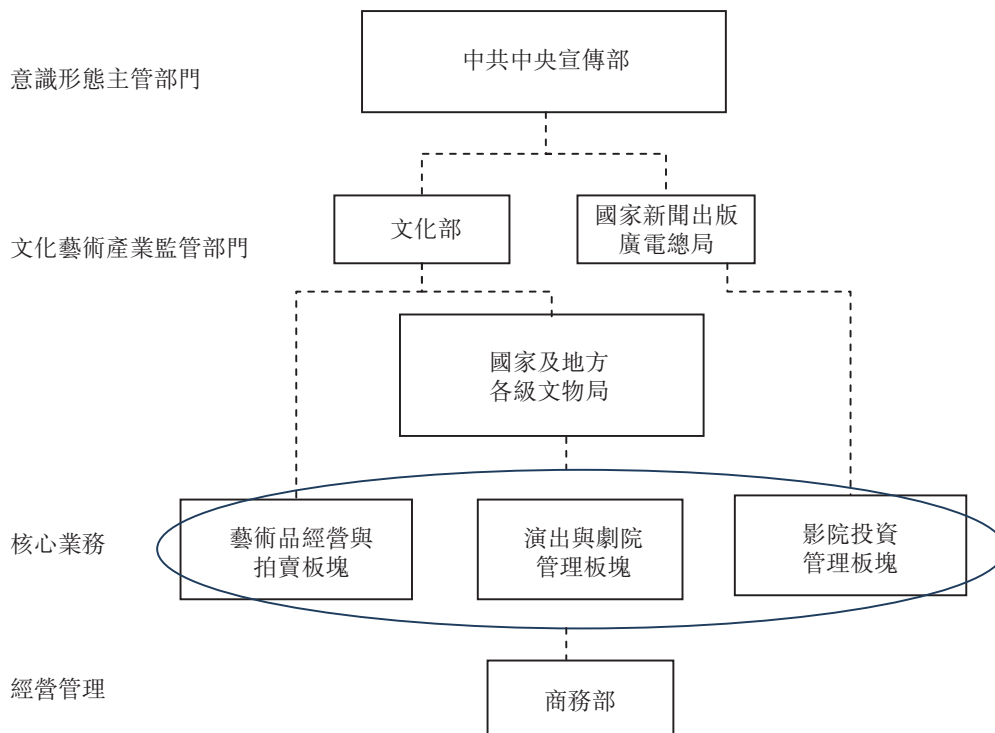 中共中央宣傳部
意識形態主管部門
文化部
國家新聞出版
廣電總局
文化藝術產業監管部門
國家及地方
各級文物局
核心業務
藝術品經營與
拍賣板塊
演出與劇院
管理板塊
影院投資
管理板塊
經營管理
商務部